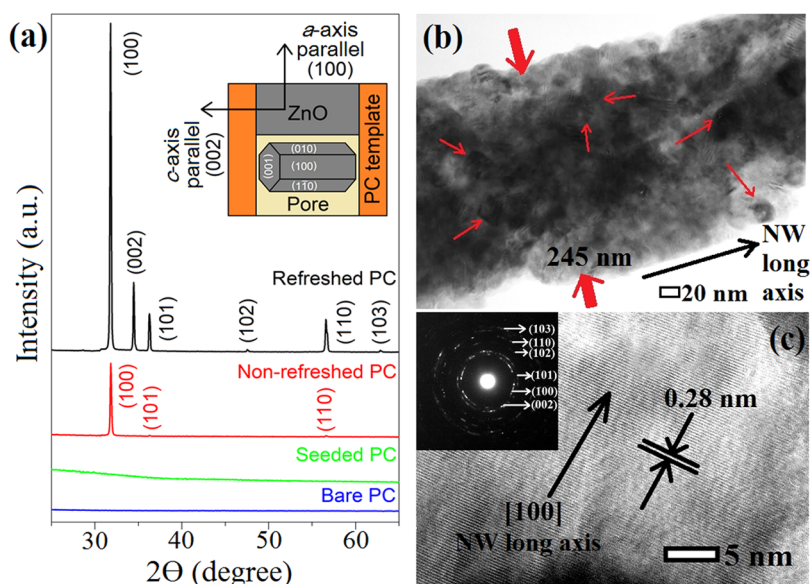 (a)
Intensity (a.u.)
a-axis
parallel
(100)
c-axis
parallel
(002)
ZnO
(001)
(010)
(100)
(1-10)
Pore
PC template
(100)
(002)
(101)
(102)
(110)
(103)
Refreshed PC
(100)
(101)
(110)
Non-refreshed PC
Seeded PC
Bare PC
30
40
50
60
2Θ (degree)
(b)
245 nm
NW
long
axis
20 nm
(c)
(103)
(110)
(102)
(101)
(100)
(002)
0.28 nm
[100]
NW long axis
5 nm